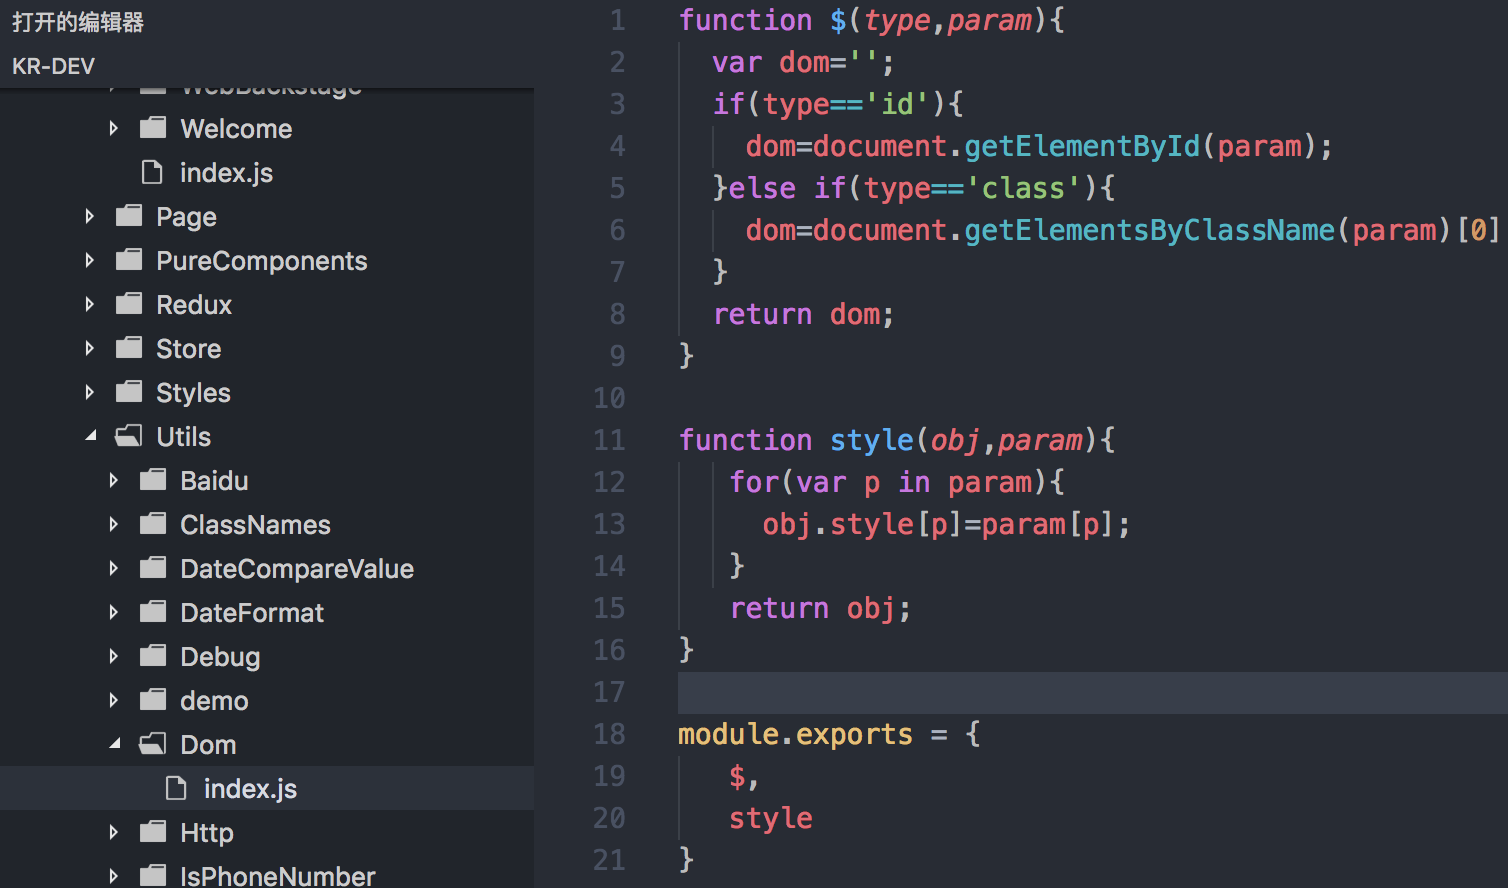 打开的编辑器
KR-DEV
WebBackstage
Welcome
index.js
Page
PureComponents
Redux
Store
Styles
Utils
Baidu
ClassNames
DateCompareValue
DateFormat
Debug
demo
Dom
index.js
Http
IsPhoneNumber
1 function $(type,param){
2 var dom='';
3 if(type=='id'){
4 dom=document.getElementById(param);
5 }else if(type=='class'){
6 dom=document.getElementsByClassName(param)[0]
7 }
8 return dom;
9 }
10
11 function style(obj,param){
12 for(var p in param){
13 obj.style[p]=param[p];
14 }
15 return obj;
16 }
17
18 module.exports = {
19 $,
20 style
21 }